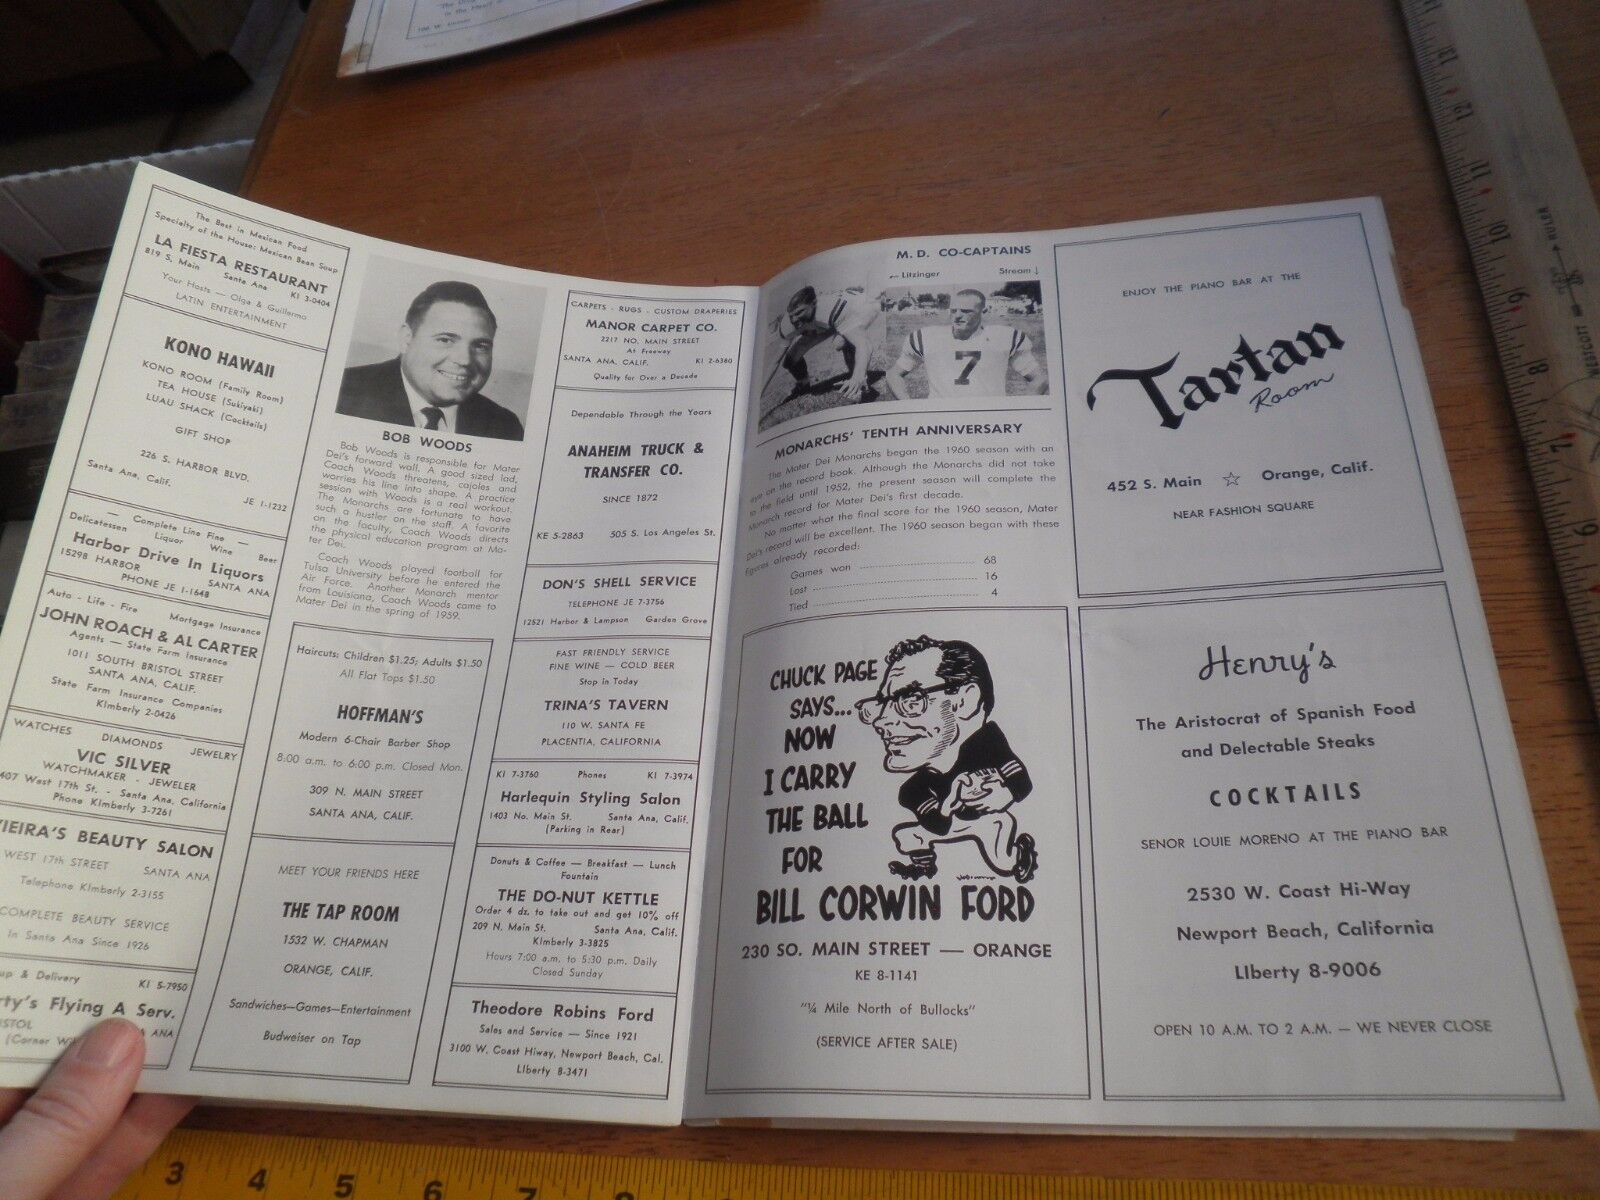 The Best in Mexican Food
Specialty of the House: Mexican Bean Soup
LA FIESTA RESTAURANT
819 S. Main Santa Ana KI 3-0404
Your Hosts — Olga & Guillermo
LATIN ENTERTAINMENT
KONO HAWAII
KONO ROOM (Family Room)
TEA HOUSE (Sukiyaki)
LUAU SHACK (Cocktails)
GIFT SHOP
226 S. HARBOR BLVD.
Santa Ana, Calif. JE 1-1232
— Complete Line Fine —
Delicatessen Liquor Wine Beer
Harbor Drive In Liquors
15298 HARBOR SANTA ANA
PHONE JE 1-1648
Auto - Life - Fire Mortgage Insurance
JOHN ROACH & AL CARTER
Agents — State Farm Insurance
1011 SOUTH BRISTOL STREET
SANTA ANA, CALIF.
State Farm Insurance Companies
KImberly 2-0426
WATCHES DIAMONDS JEWELRY
VIC SILVER
WATCHMAKER - JEWELER
407 West 17th St. - Santa Ana, California
Phone KImberly 3-7261
VIEIRA'S BEAUTY SALON
WEST 17th STREET SANTA ANA
Telephone KImberly 2-3155
COMPLETE BEAUTY SERVICE
In Santa Ana Since 1926
up & Delivery KI 5-7950
rty's Flying A Serv.
ISTOL A ANA
(Corner W
BOB WOODS
Bob Woods is responsible for Mater
Dei's forward wall. A good sized lad,
Coach Woods threatens, cajoles and
worries his line into shape. A practice
session with Woods is a real workout.
The Monarchs are fortunate to have
such a hustler on the staff. A favorite
on the faculty, Coach Woods directs
the physical education program at Ma-
ter Dei.
Coach Woods played football for
Tulsa University before he entered the
Air Force. Another Monarch mentor
from Louisiana, Coach Woods came to
Mater Dei in the spring of 1959.
Haircuts: Children $1.25; Adults $1.50
All Flat Tops $1.50
HOFFMAN'S
Modern 6-Chair Barber Shop
8.00 a.m. to 6:00 p.m. Closed Mon.
309 N. MAIN STREET
SANTA ANA, CALIF.
MEET YOUR FRIENDS HERE
THE TAP ROOM
1532 W. CHAPMAN
ORANGE, CALIF.
Sandwiches—Games—Entertainment
Budweiser on Tap
CARPETS - RUGS - CUSTOM DRAPERIES
MANOR CARPET CO.
2217 NO. MAIN STREET
At Freeway
SANTA ANA, CALIF. KI 2-6380
Quality for Over a Decade
Dependable Through the Years
ANAHEIM TRUCK &
TRANSFER CO.
SINCE 1872
KE 5-2863 505 S. Los Angeles St.
DON'S SHELL SERVICE
TELEPHONE JE 7-3756
12521 Harbor & Lampson Garden Grove
FAST FRIENDLY SERVICE
FINE WINE — COLD BEER
Stop in Today
TRINA'S TAVERN
110 W. SANTA FE
PLACENTIA, CALIFORNIA
KI 7-3760 Phones KI 7-3974
Harlequin Styling Salon
1403 No. Main St. Santa Ana, Calif.
(Parking in Rear)
Donuts & Coffee — Breakfast — Lunch
Fountain
THE DO-NUT KETTLE
Order 4 dz. to take out and get 10% off
209 N. Main St. Santa Ana, Calif.
KImberly 3-3825
Hours 7:00 a.m. to 5:30 p.m. Daily
Closed Sunday
Theodore Robins Ford
Sales and Service — Since 1921
3100 W. Coast Hiway, Newport Beach, Cal.
LIberty 8-3471
M. D. CO-CAPTAINS
← Litzinger Stream ↓
7
MONARCHS' TENTH ANNIVERSARY
The Mater Dei Monarchs began the 1960 season with an
eye on the record book. Although the Monarchs did not take
to the field until 1952, the present season will complete the
Monarch record for Mater Dei's first decade.
No matter what the final score for the 1960 season, Mater
Dei's record will be excellent. The 1960 season began with these
figures already recorded:
Games won 68
Lost 16
Tied 4
CHUCK PAGE
SAYS...
NOW
I CARRY
THE BALL
FOR
BILL CORWIN FORD
230 SO. MAIN STREET — ORANGE
KE 8-1141
"¼ Mile North of Bullocks"
(SERVICE AFTER SALE)
ENJOY THE PIANO BAR AT THE
Tartan
Room
452 S. Main ☆ Orange, Calif.
NEAR FASHION SQUARE
Henry's
The Aristocrat of Spanish Food
and Delectable Steaks
COCKTAILS
SENOR LOUIE MORENO AT THE PIANO BAR
2530 W. Coast Hi-Way
Newport Beach, California
LIberty 8-9006
OPEN 10 A.M. TO 2 A.M. — WE NEVER CLOSE
13
12
11
10
9
8
7
6
WESTCOTT
RULER
3 4 5 6 7 8